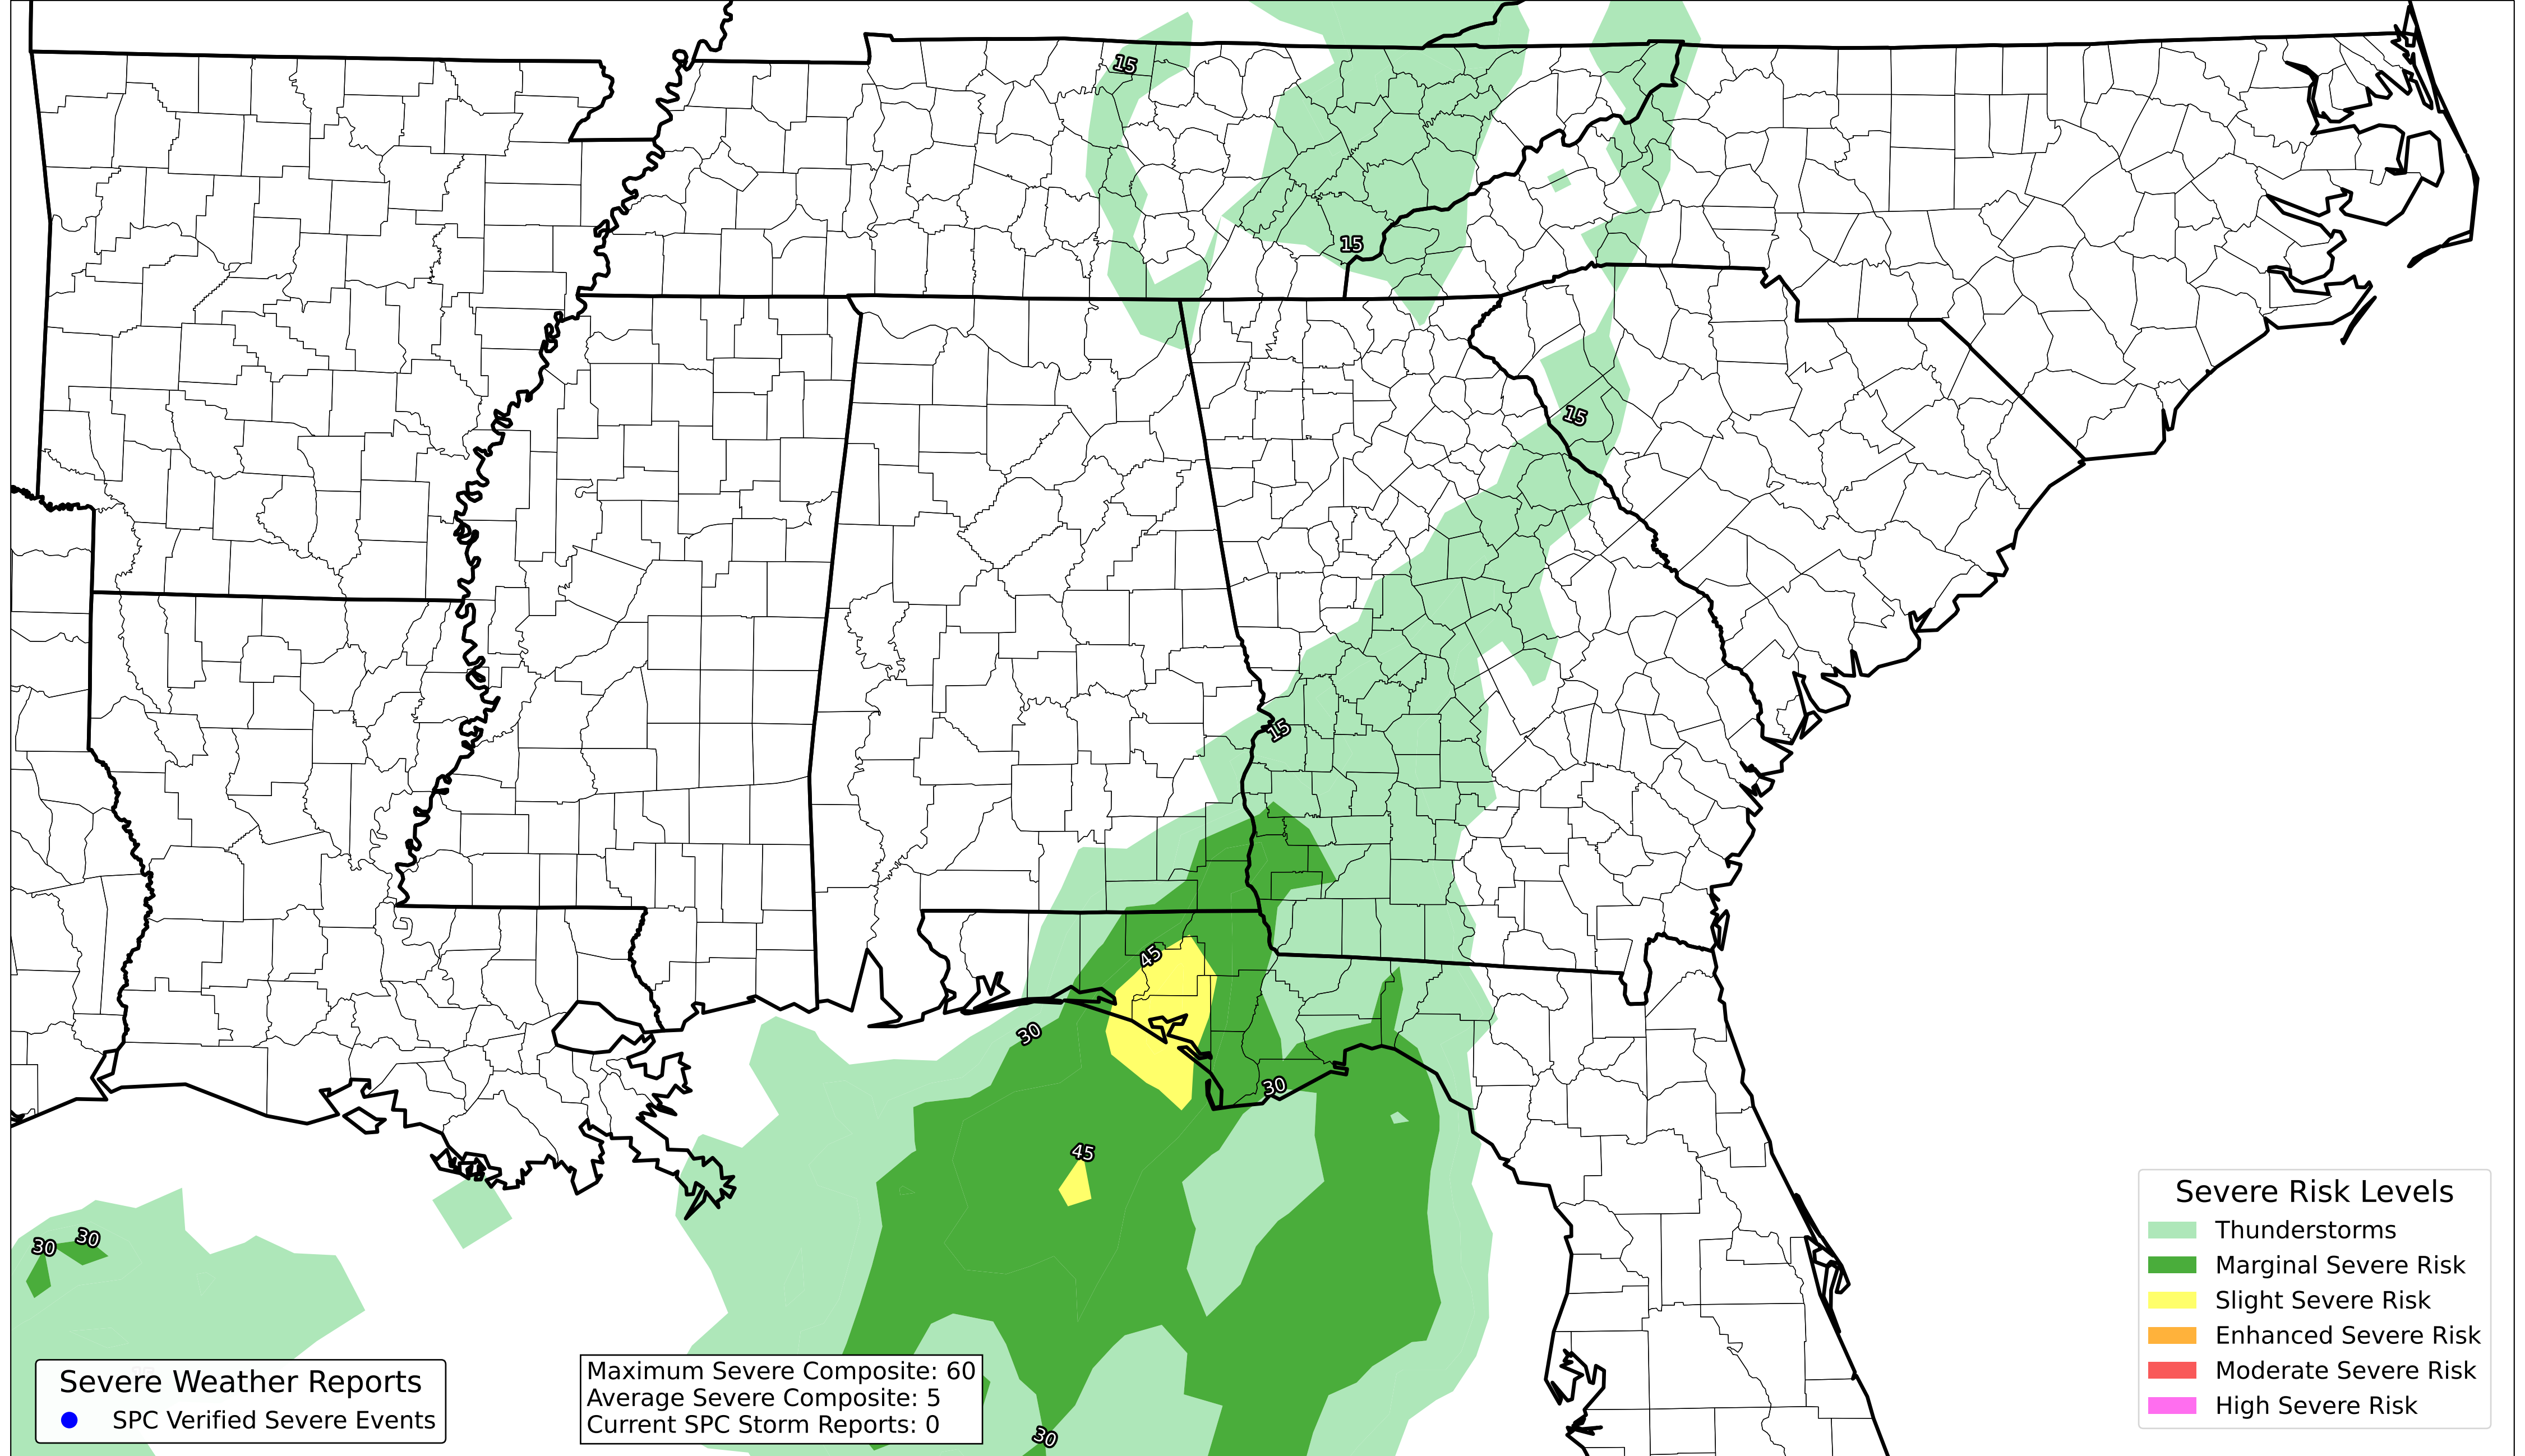 15
15
15
15
45
30
30
45
30
30
30
Severe Weather Reports
SPC Verified Severe Events
Maximum Severe Composite: 60
Average Severe Composite: 5
Current SPC Storm Reports: 0
Severe Risk Levels
Thunderstorms
Marginal Severe Risk
Slight Severe Risk
Enhanced Severe Risk
Moderate Severe Risk
High Severe Risk